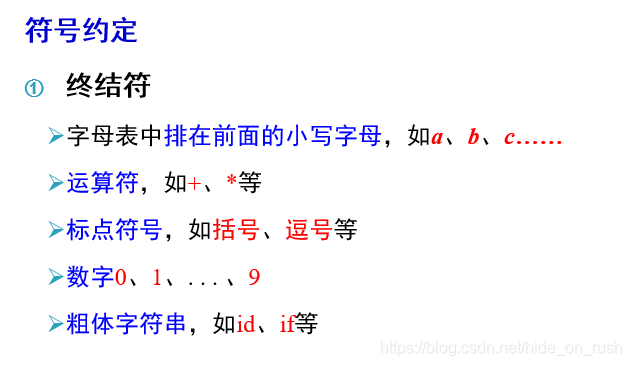 符号约定
① 终结符
➢字母表中排在前面的小写字母，如a、b、c……
➢运算符，如+、*等
➢标点符号，如括号、逗号等
➢数字0、1、. . . 、9
➢粗体字符串，如id、if等
https://blog.csdn.net/hide_on_rush